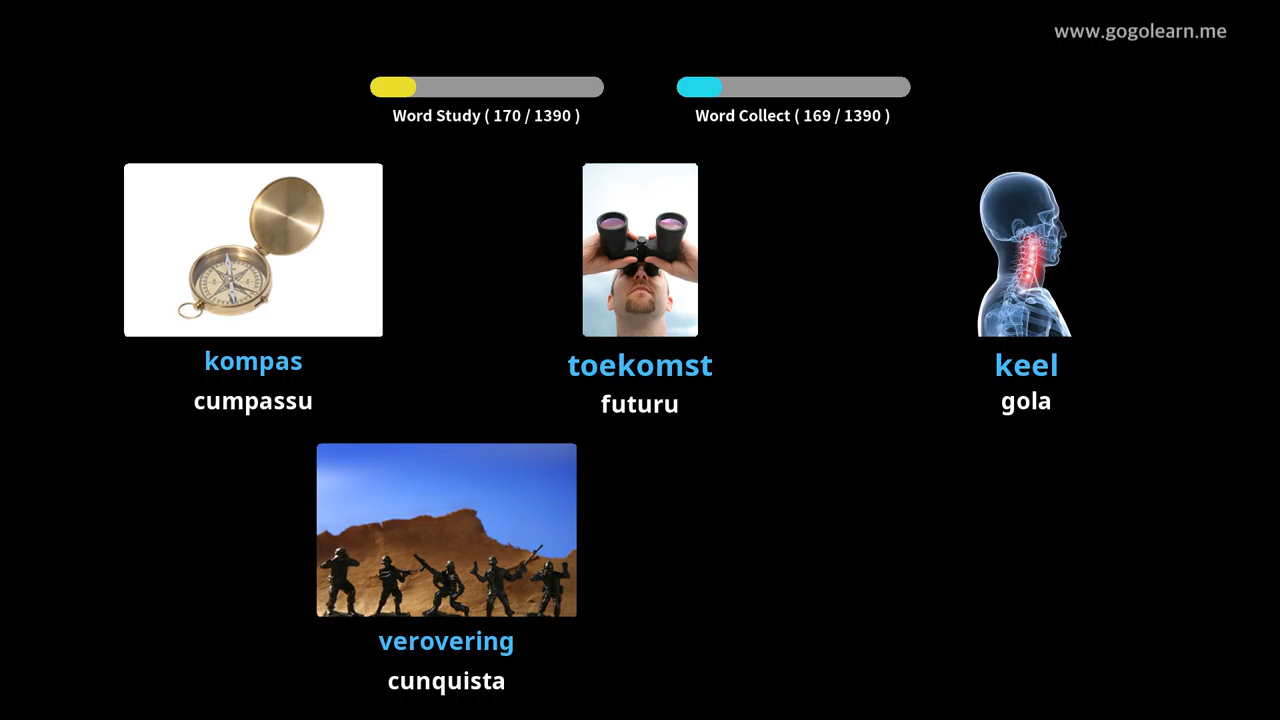 www.gogolearn.me
Word Study ( 170 / 1390 )
Word Collect ( 169 / 1390 )
kompas
cumpassu
toekomst
futuru
keel
gola
verovering
cunquista